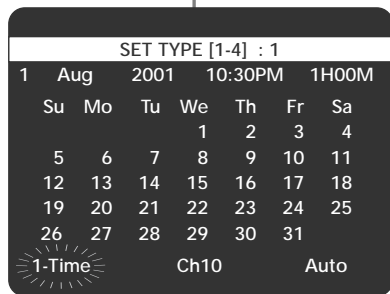 SET TYPE [1-4] : 1
1 Aug 2001 10:30PM 1H00M
Su Mo Tu We Th Fr Sa
1 2 3 4
5 6 7 8 9 10 11
12 13 14 15 16 17 18
19 20 21 22 23 24 25
26 27 28 29 30 31
1-Time Ch10 Auto